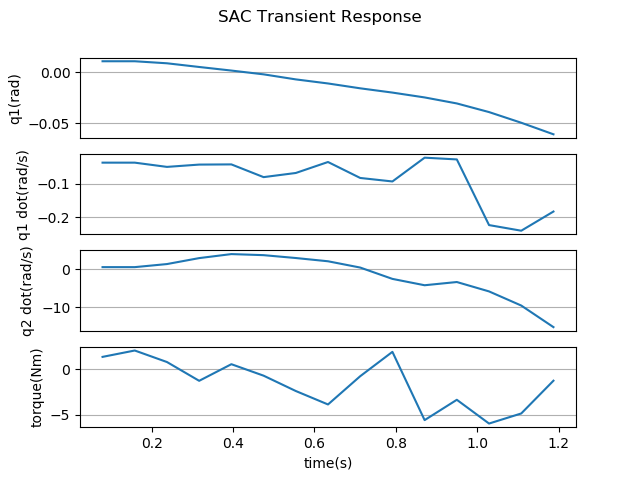 SAC Transient Response
q1(rad)
0.00
−0.05
q1 dot(rad/s)
−0.1
−0.2
q2 dot(rad/s)
0
−10
torque(Nm)
0
−5
0.2 0.4 0.6 0.8 1.0 1.2
time(s)